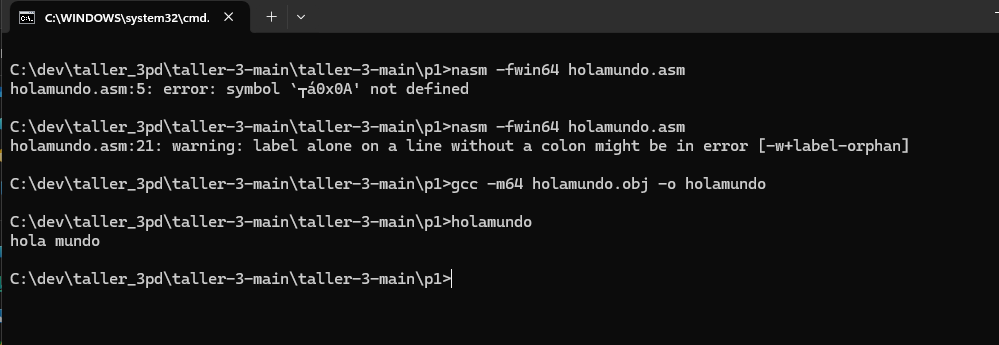 C:\WINDOWS\system32\cmd.
C:\dev\taller_3pd\taller-3-main\taller-3-main\p1>nasm -fwin64 holamundo.asm
holamundo.asm:5: error: symbol `┬á0x0A' not defined
C:\dev\taller_3pd\taller-3-main\taller-3-main\p1>nasm -fwin64 holamundo.asm
holamundo.asm:21: warning: label alone on a line without a colon might be in error [-w+label-orphan]
C:\dev\taller_3pd\taller-3-main\taller-3-main\p1>gcc -m64 holamundo.obj -o holamundo
C:\dev\taller_3pd\taller-3-main\taller-3-main\p1>holamundo
hola mundo
C:\dev\taller_3pd\taller-3-main\taller-3-main\p1>